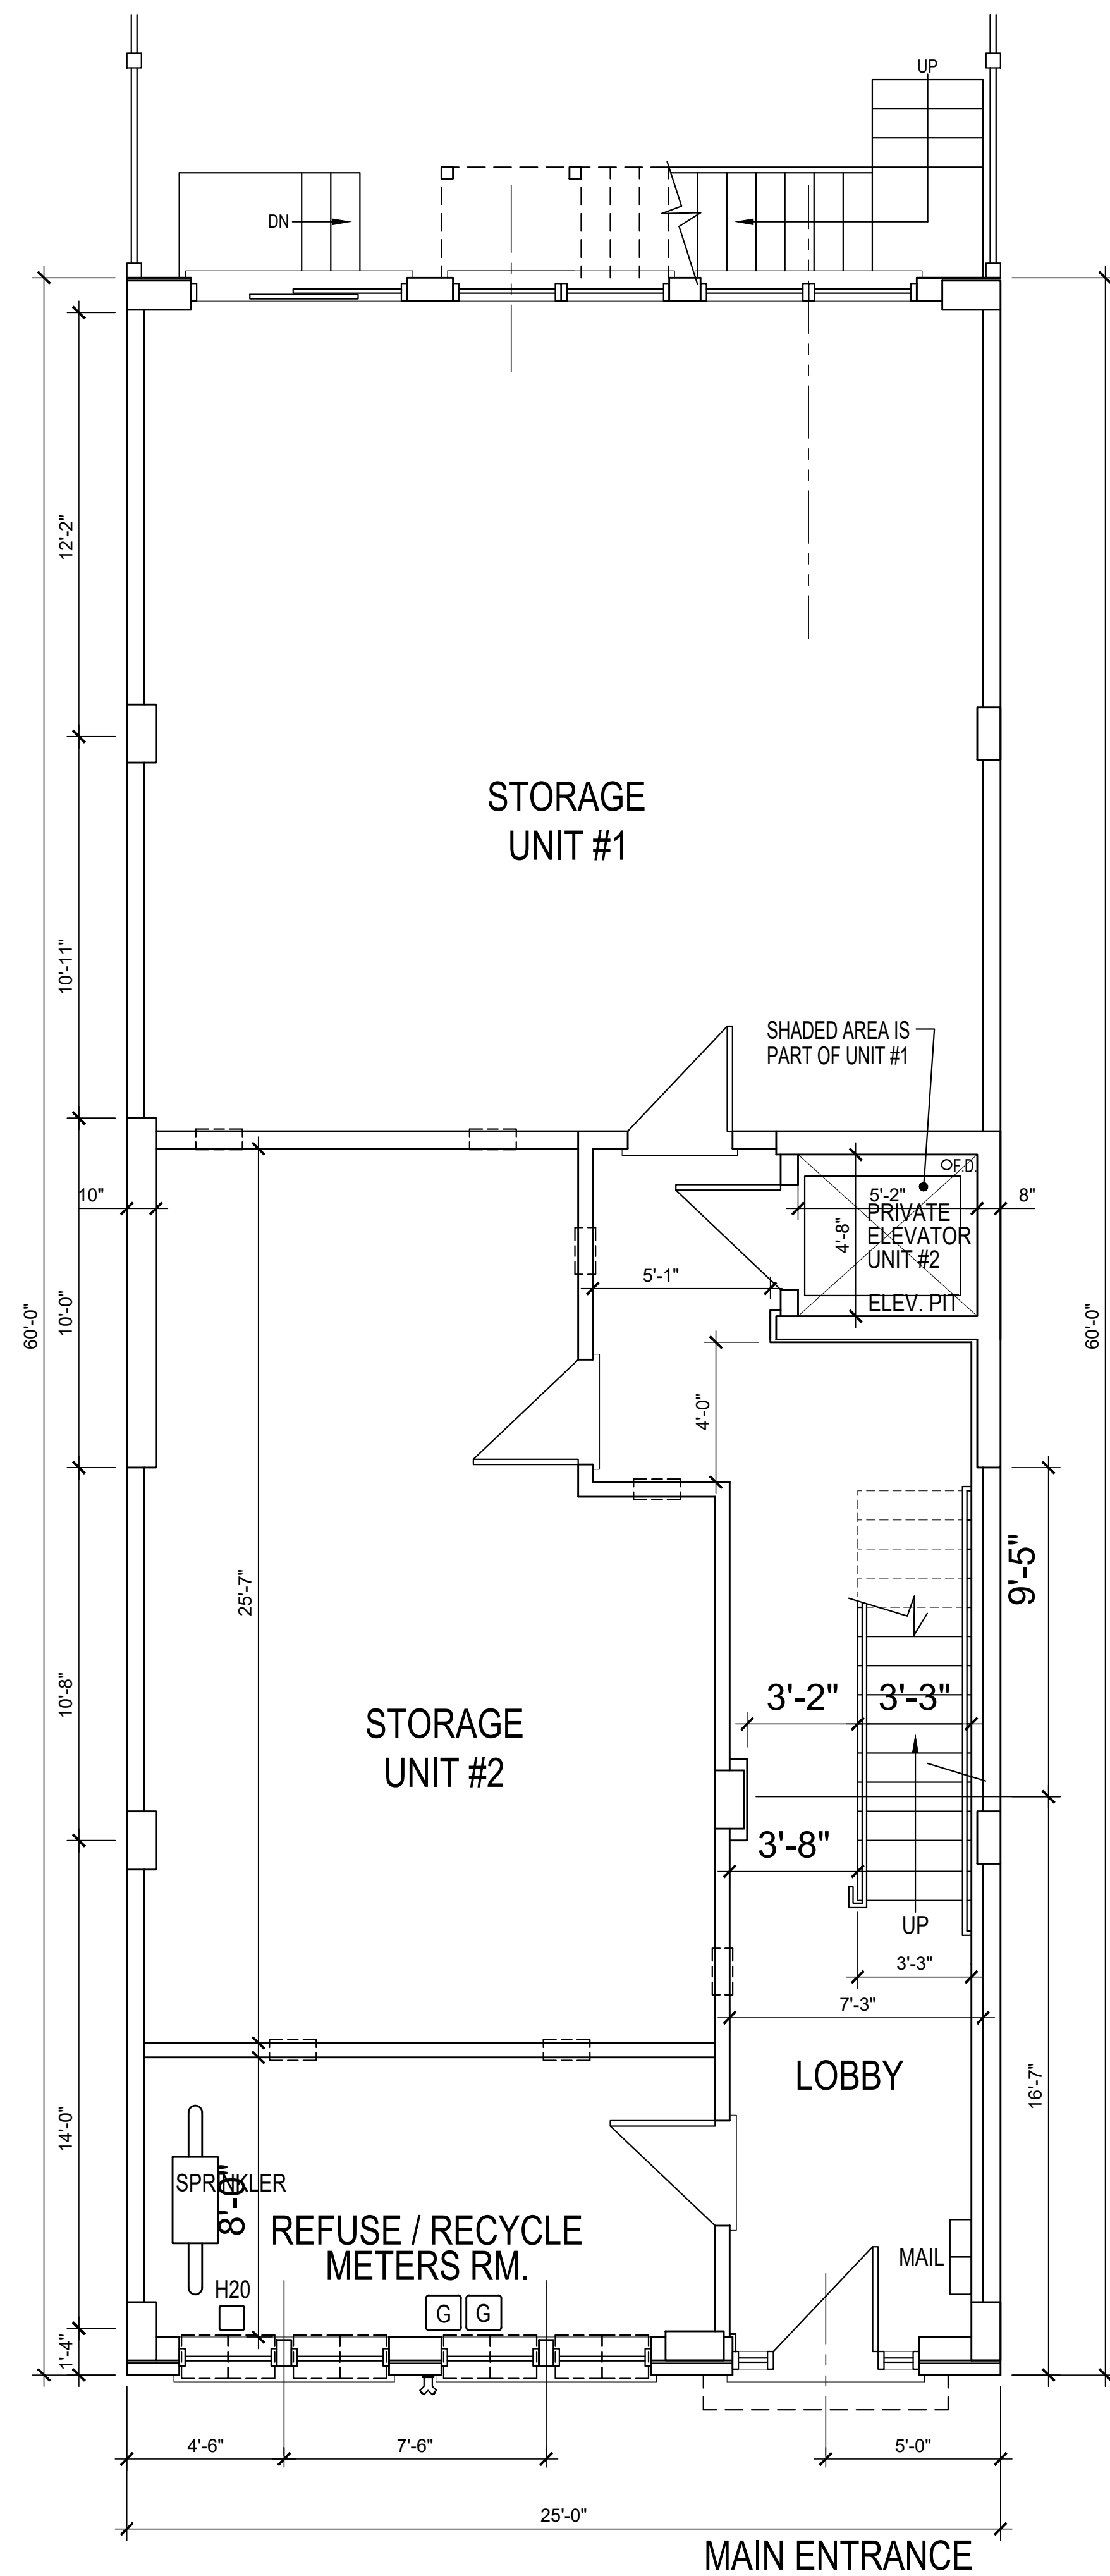 UP
DN
12'-2"
STORAGE
UNIT #1
10'-11"
SHADED AREA IS
PART OF UNIT #1
F.D.
10"
5'-2"
8"
PRIVATE
ELEVATOR
UNIT #2
4'-8"
5'-1"
ELEV. PIT
60'-0"
10'-0"
60'-0"
4'-0"
9'-5"
25'-7"
10'-8"
3'-2"
3'-3"
STORAGE
UNIT #2
3'-8"
UP
3'-3"
7'-3"
LOBBY
16'-7"
14'-0"
SPRINKLER
8'-0"
REFUSE / RECYCLE
METERS RM.
MAIL
H20
G G
1'-4"
4'-6"
7'-6"
5'-0"
25'-0"
MAIN ENTRANCE